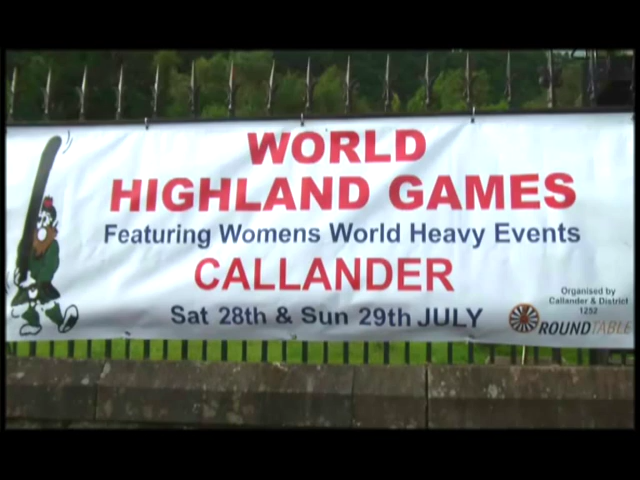 WORLD
HIGHLAND GAMES
Featuring Womens World Heavy Events
CALLANDER
Sat 28th & Sun 29th JULY
Organised by
Callander & District
1252
ROUNDTABLE